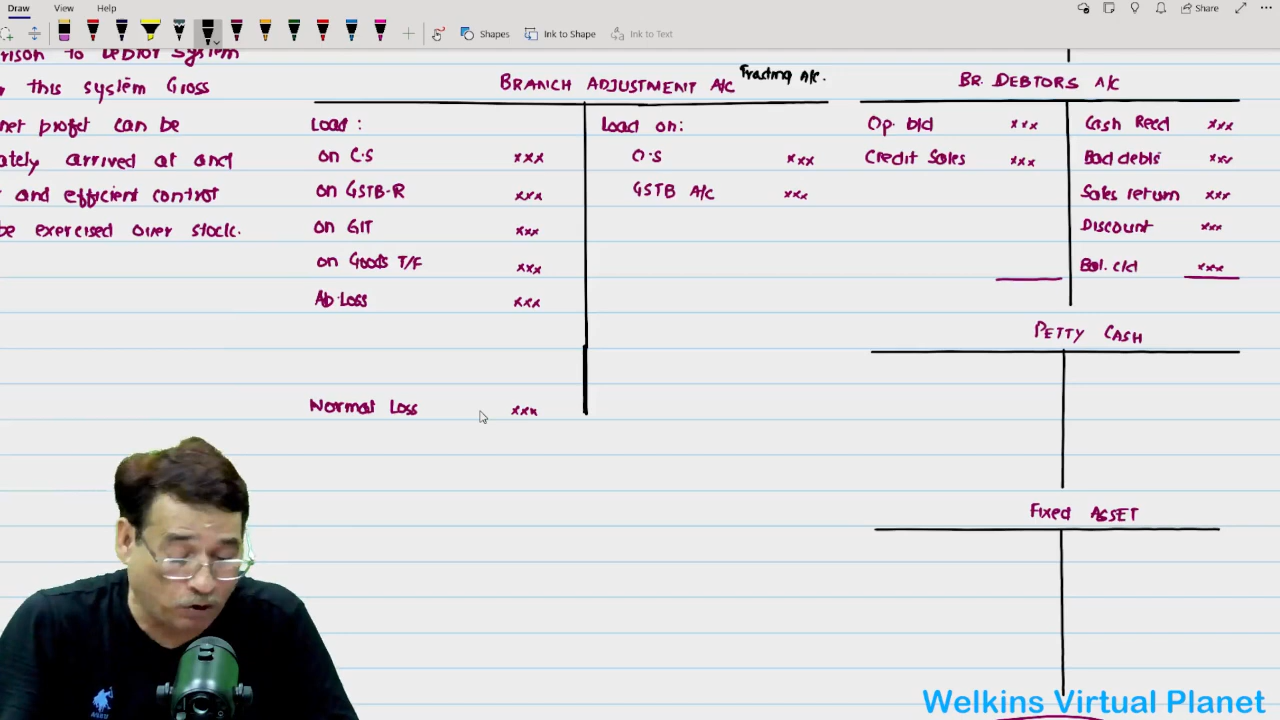 Draw View Help
Shapes Ink to Shape Ink to Text Share
rison to Debtor System
this system Gross
net profit can be
ately arrived at and
and efficient control
be exercised over stock.
BRANCH ADJUSTMENT A/C Trading A/c.
Load : Load on:
on C.S xxx O.S xxx
on GSTB-R xxx GSTB A/C xxx
on GIT xxx
on Goods T/F xxx
Ab.Loss xxx
Normal Loss xxx
BR. DEBTORS A/C
Op. b/d xxx Cash Recd xxx
Credit Sales xxx Bad debts xxx
Sales return xxx
Discount xxx
Bal. c/d xxx
PETTY CASH
Fixed ASSET
Welkins Virtual Planet